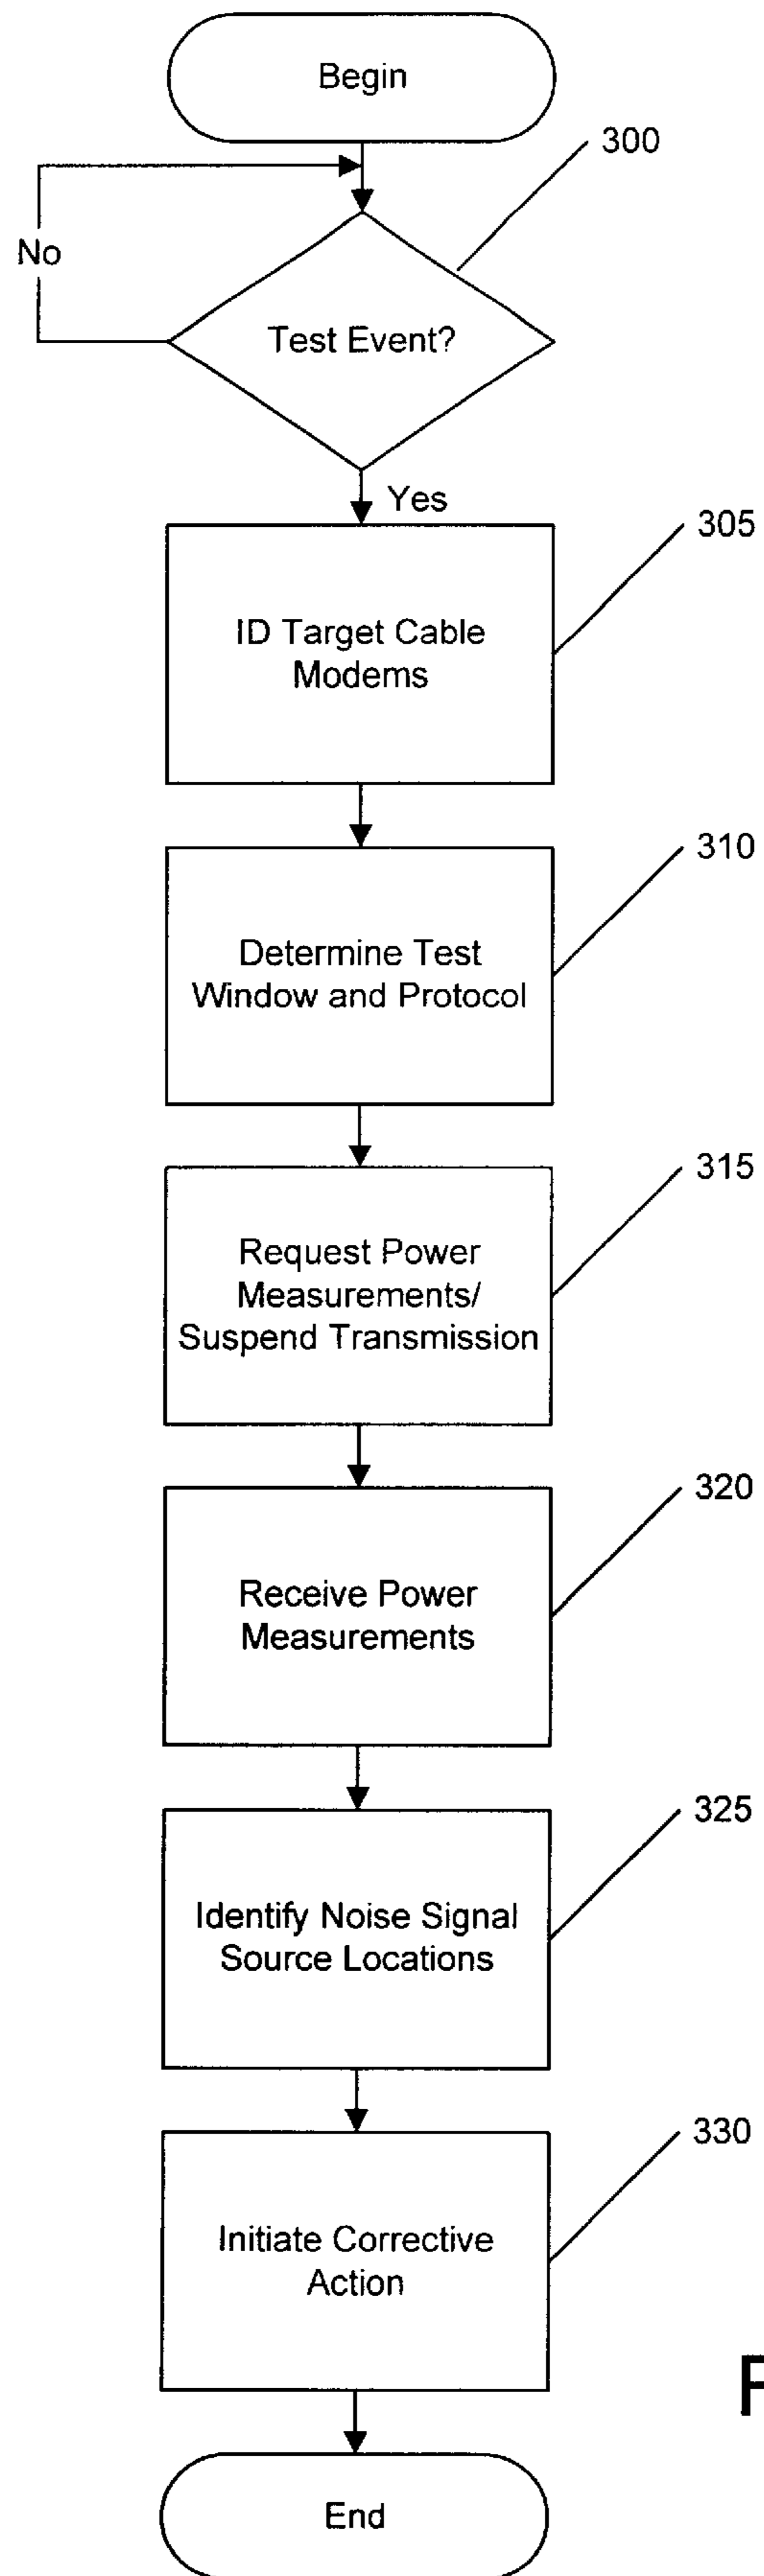 Begin
300
No
Test Event?
Yes
305
ID Target Cable
Modems
310
Determine Test
Window and Protocol
315
Request Power
Measurements/
Suspend Transmission
320
Receive Power
Measurements
325
Identify Noise Signal
Source Locations
330
Initiate Corrective
Action
End